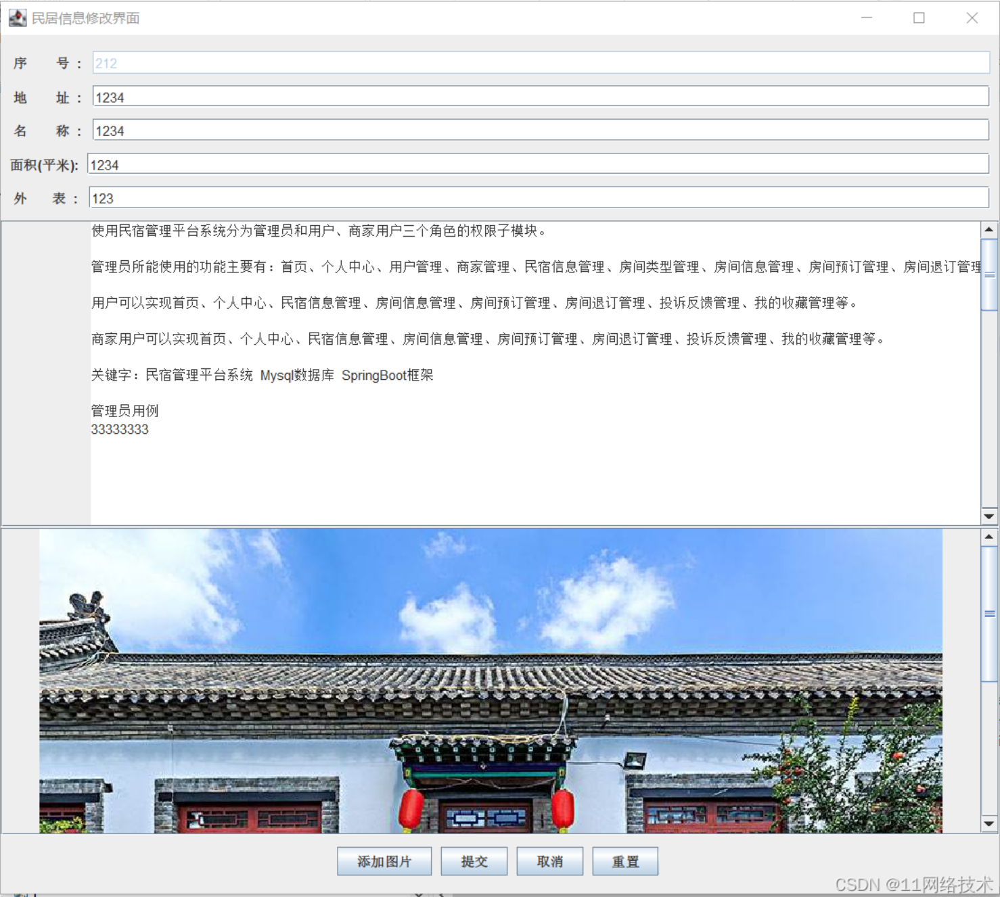 民居信息修改界面
序 号 : 212
地 址 : 1234
名 称 : 1234
面积(平米): 1234
外 表 : 123
使用民宿管理平台系统分为管理员和用户、商家用户三个角色的权限子模块。
管理员所能使用的功能主要有：首页、个人中心、用户管理、商家管理、民宿信息管理、房间类型管理、房间信息管理、房间预订管理、房间退订管理
用户可以实现首页、个人中心、民宿信息管理、房间信息管理、房间预订管理、房间退订管理、投诉反馈管理、我的收藏管理等。
商家用户可以实现首页、个人中心、民宿信息管理、房间信息管理、房间预订管理、房间退订管理、投诉反馈管理、我的收藏管理等。
关键字：民宿管理平台系统 Mysql数据库 SpringBoot框架
管理员用例
33333333
添加图片 提交 取消 重置
CSDN @11网络技术